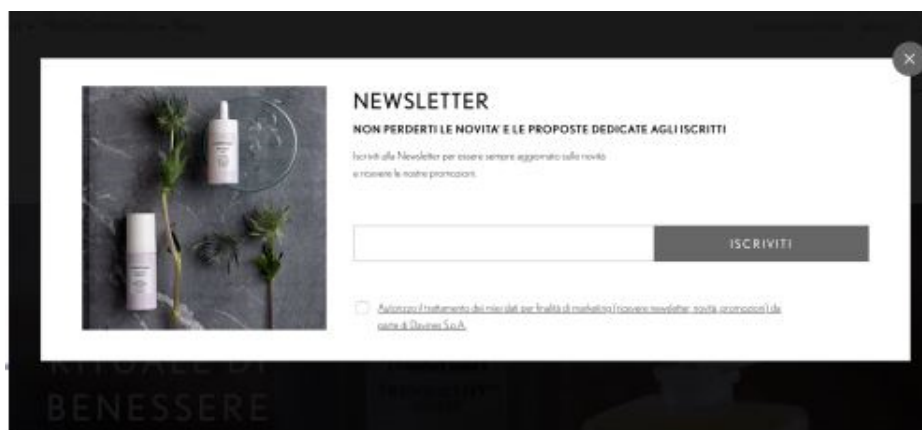 NEWSLETTER
NON PERDERTI LE NOVITA' E LE PROPOSTE DEDICATE AGLI ISCRITTI
Iscriviti alla Newsletter per essere sempre aggiornato sulle novità
e ricevere le nostre promozioni.
ISCRIVITI
Autorizzo il trattamento dei miei dati per finalità di marketing (ricevere newsletter, novità, promozioni) da
parte di Davines S.p.A.
RITUALE DI
BENESSERE